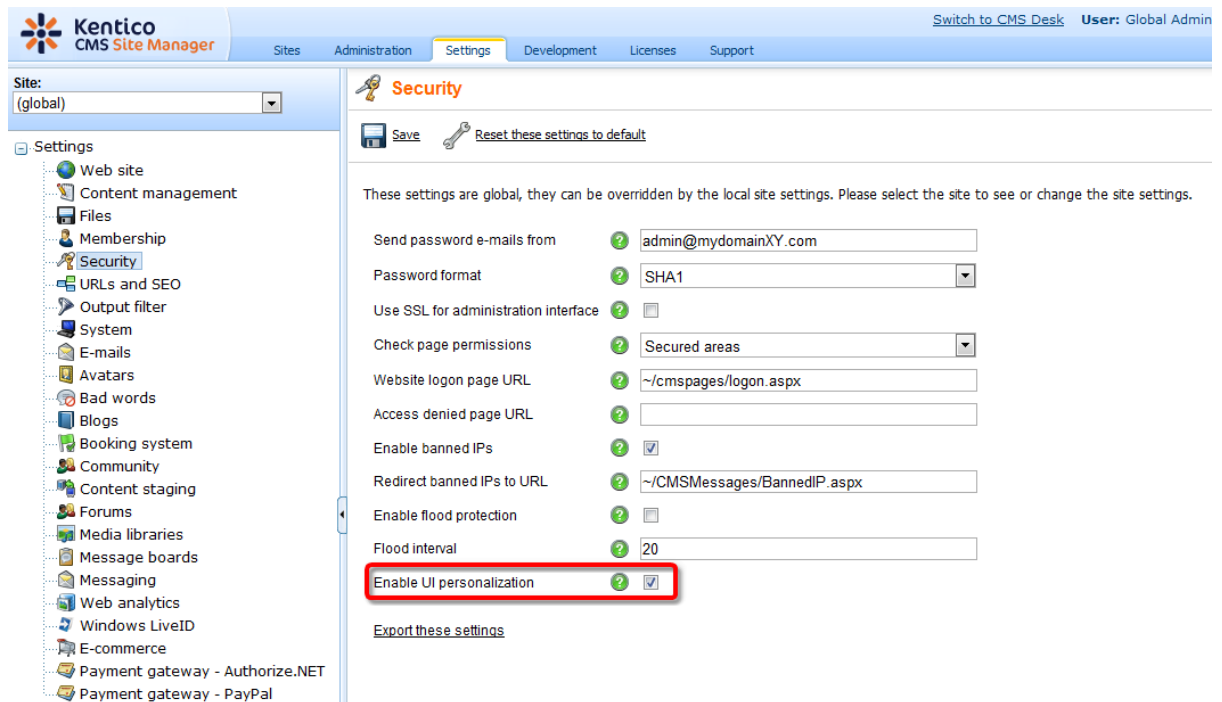 Kentico
CMS Site Manager
Switch to CMS Desk User: Global Admin
Sites Administration Settings Development Licenses Support
Site:
(global)
Settings
Web site
Content management
Files
Membership
Security
URLs and SEO
Output filter
System
E-mails
Avatars
Bad words
Blogs
Booking system
Community
Content staging
Forums
Media libraries
Message boards
Messaging
Web analytics
Windows LiveID
E-commerce
Payment gateway - Authorize.NET
Payment gateway - PayPal
Security
Save Reset these settings to default
These settings are global, they can be overridden by the local site settings. Please select the site to see or change the site settings.
Send password e-mails from ? admin@mydomainXY.com
Password format ? SHA1
Use SSL for administration interface ?
Check page permissions ? Secured areas
Website logon page URL ? ~/cmspages/logon.aspx
Access denied page URL ?
Enable banned IPs ?
Redirect banned IPs to URL ? ~/CMSMessages/BannedIP.aspx
Enable flood protection ?
Flood interval ? 20
Enable UI personalization ?
Export these settings